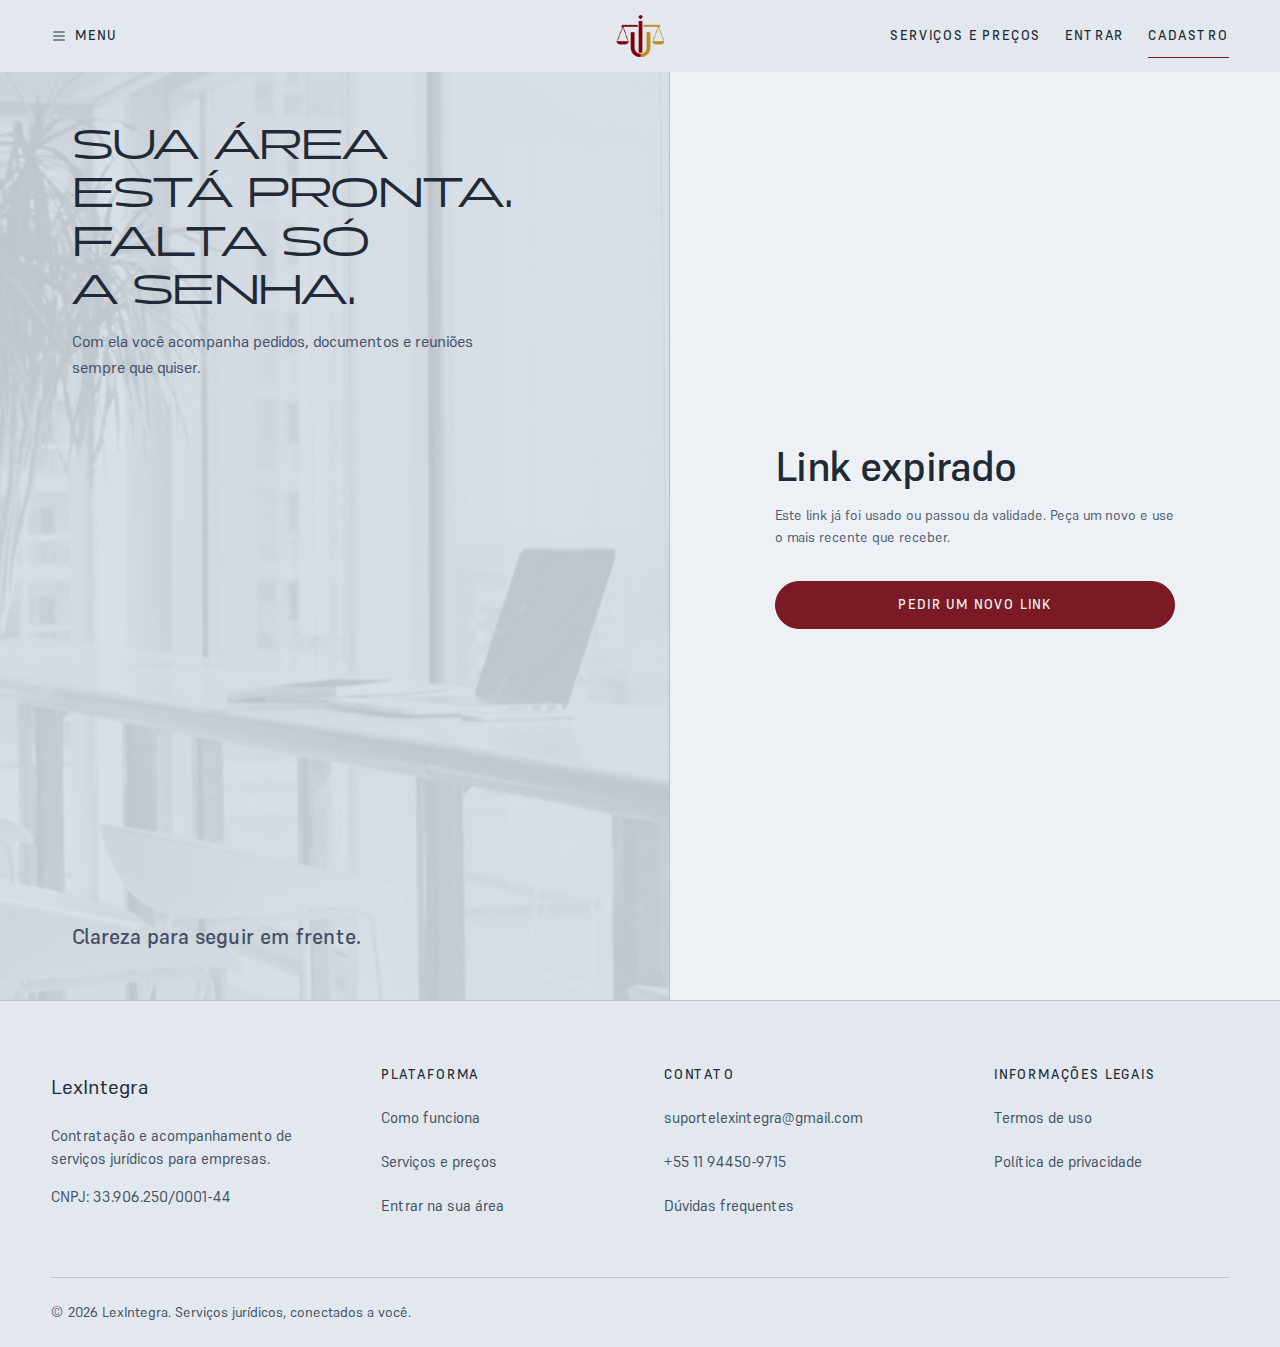 MENU
SERVIÇOS E PREÇOS
ENTRAR
CADASTRO
SUA ÁREA
ESTÁ PRONTA.
FALTA SÓ
A SENHA.
Com ela você acompanha pedidos, documentos e reuniões
sempre que quiser.
Clareza para seguir em frente.
Link expirado
Este link já foi usado ou passou da validade. Peça um novo e use
o mais recente que receber.
PEDIR UM NOVO LINK
LexIntegra
Contratação e acompanhamento de
serviços jurídicos para empresas.
CNPJ: 33.906.250/0001-44
PLATAFORMA
Como funciona
Serviços e preços
Entrar na sua área
CONTATO
suportelexintegra@gmail.com
+55 11 94450-9715
Dúvidas frequentes
INFORMAÇÕES LEGAIS
Termos de uso
Política de privacidade
© 2026 LexIntegra. Serviços jurídicos, conectados a você.